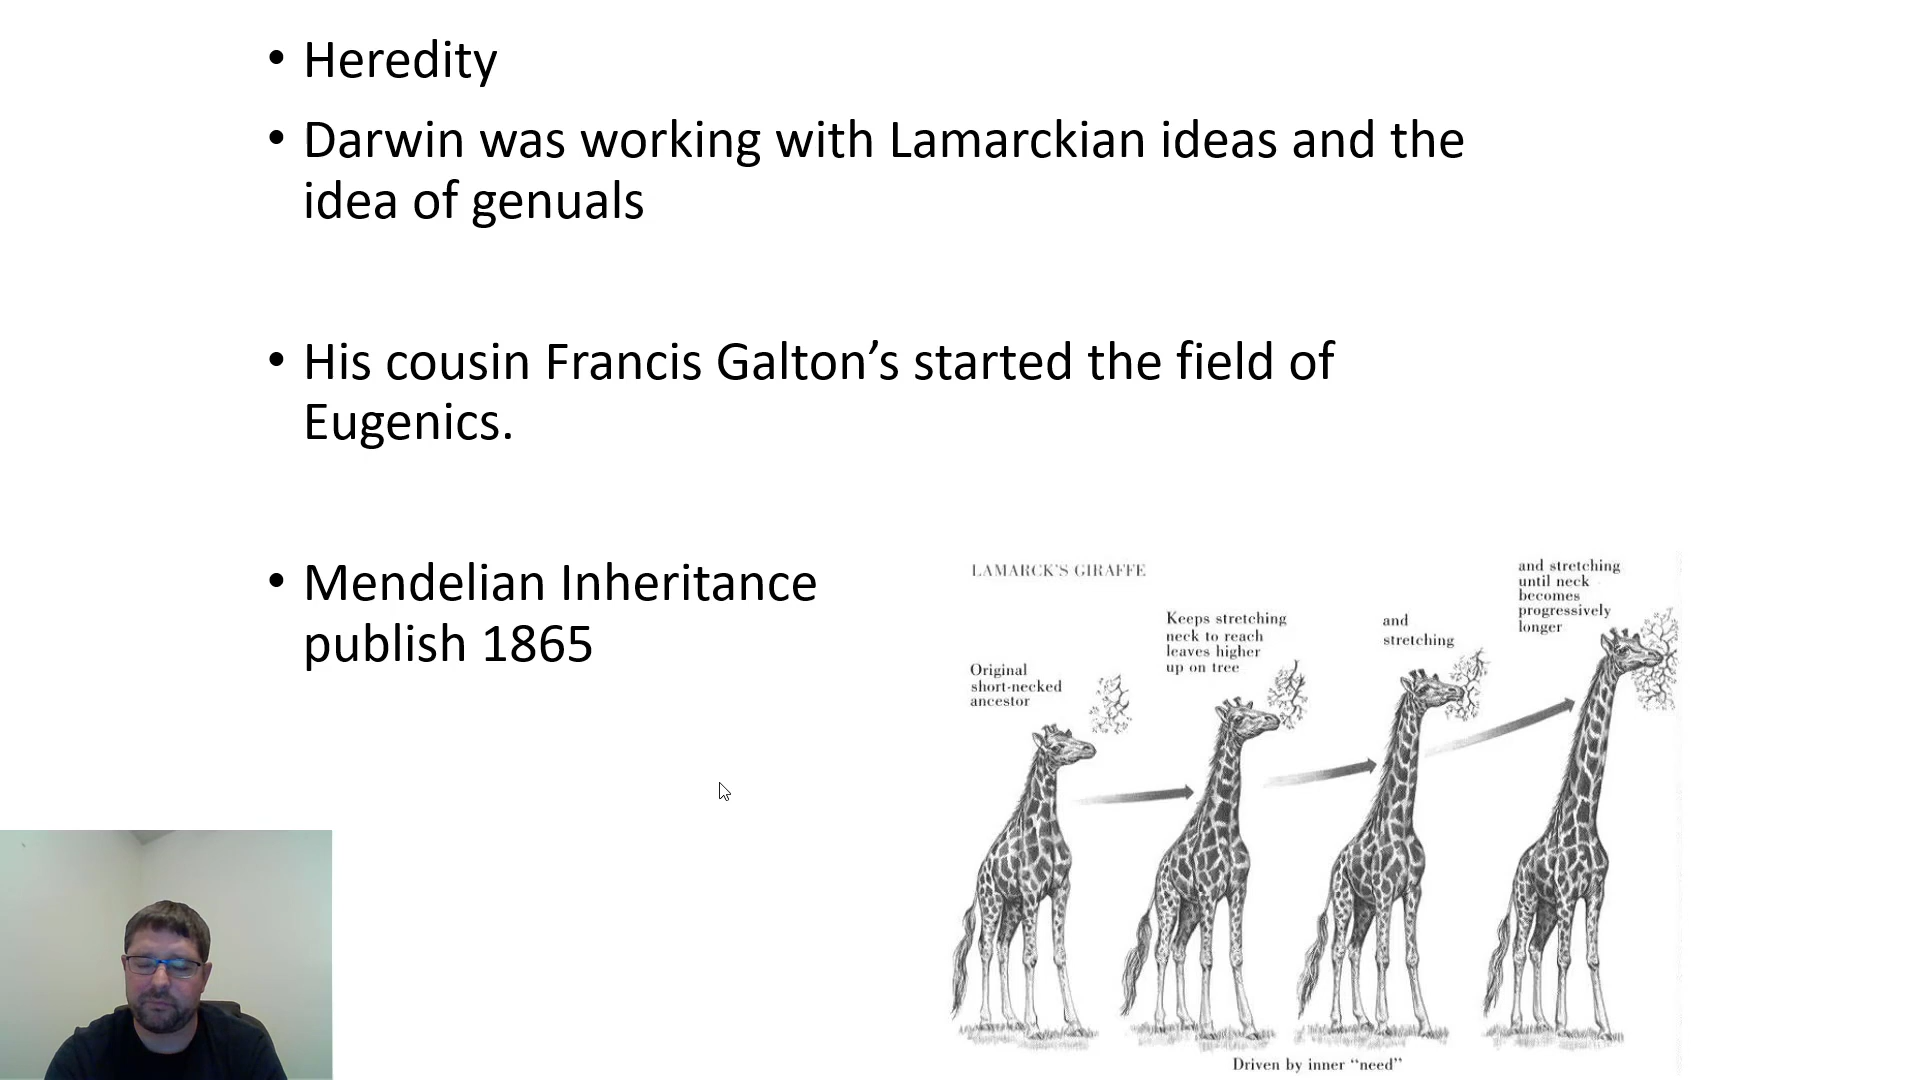 • Heredity
• Darwin was working with Lamarckian ideas and the
idea of genuals
• His cousin Francis Galton’s started the field of
Eugenics.
• Mendelian Inheritance
publish 1865
LAMARCK'S GIRAFFE
Original
short-necked
ancestor
Keeps stretching
neck to reach
leaves higher
up on tree
and
stretching
and stretching
until neck
becomes
progressively
longer
Driven by inner “need”